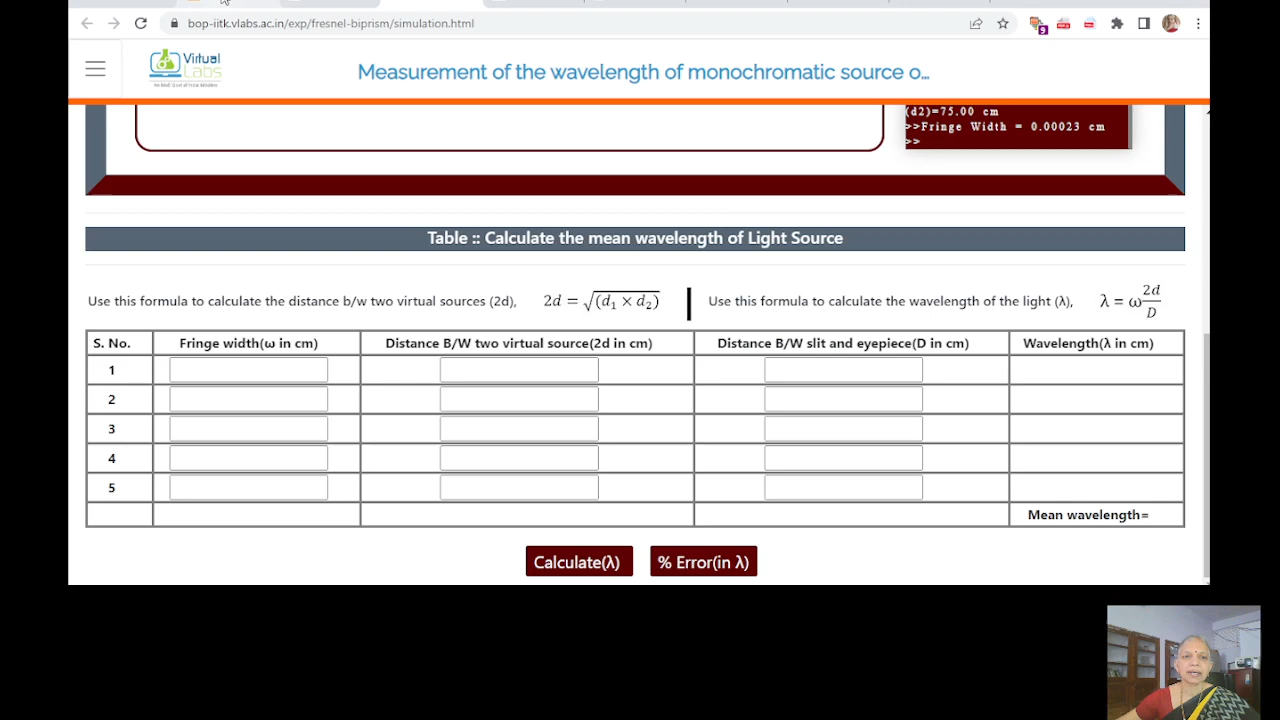 bop-iitk.vlabs.ac.in/exp/fresnel-biprism/simulation.html
9
Virtual
Labs
Measurement of the wavelength of monochromatic source o...
(d2)=75.00 cm
>>Fringe Width = 0.00023 cm
>>
Table :: Calculate the mean wavelength of Light Source
Use this formula to calculate the distance b/w two virtual sources (2d), 2d = √(d₁ × d₂) Use this formula to calculate the wavelength of the light (λ), λ = ω 2d/D
S. No. Fringe width(ω in cm) Distance B/W two virtual source(2d in cm) Distance B/W slit and eyepiece(D in cm) Wavelength(λ in cm)
1
2
3
4
5
Mean wavelength=
Calculate(λ) % Error(in λ)